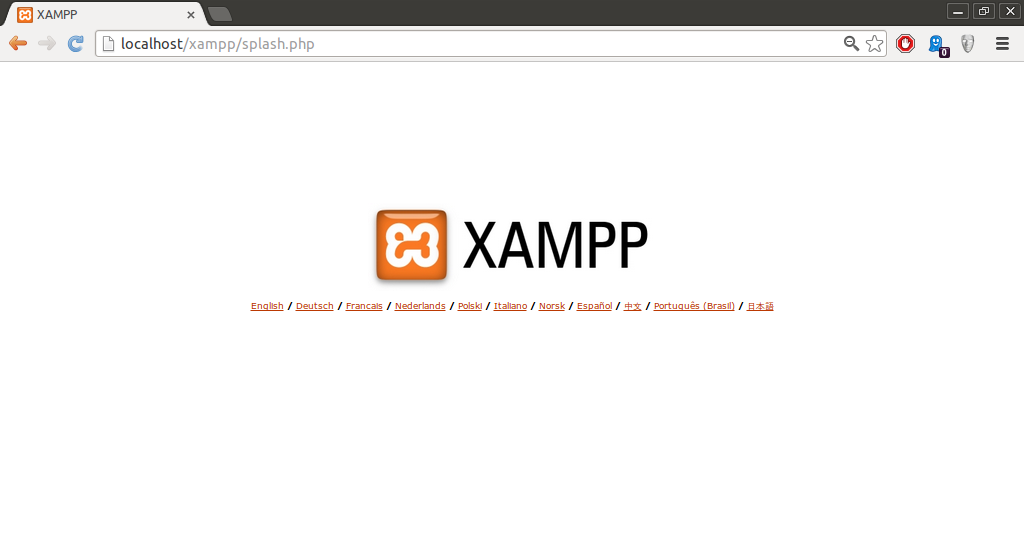 XAMPP
localhost/xampp/splash.php
0
XAMPP
English / Deutsch / Francais / Nederlands / Polski / Italiano / Norsk / Español / 中文 / Português (Brasil) / 日本語